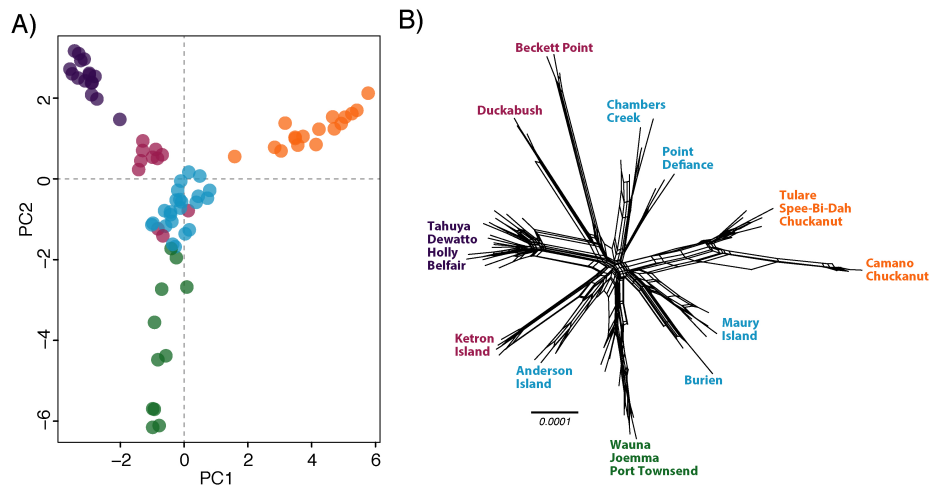 A)
B)
2
0
−2
−4
−6
PC2
−2
0
2
4
6
PC1
Beckett Point
Duckabush
Chambers
Creek
Point
Defiance
Tulare
Spee-Bi-Dah
Chuckanut
Camano
Chuckanut
Tahuya
Dewatto
Holly
Belfair
Ketron
Island
Anderson
Island
Maury
Island
Burien
0.0001
Wauna
Joemma
Port Townsend